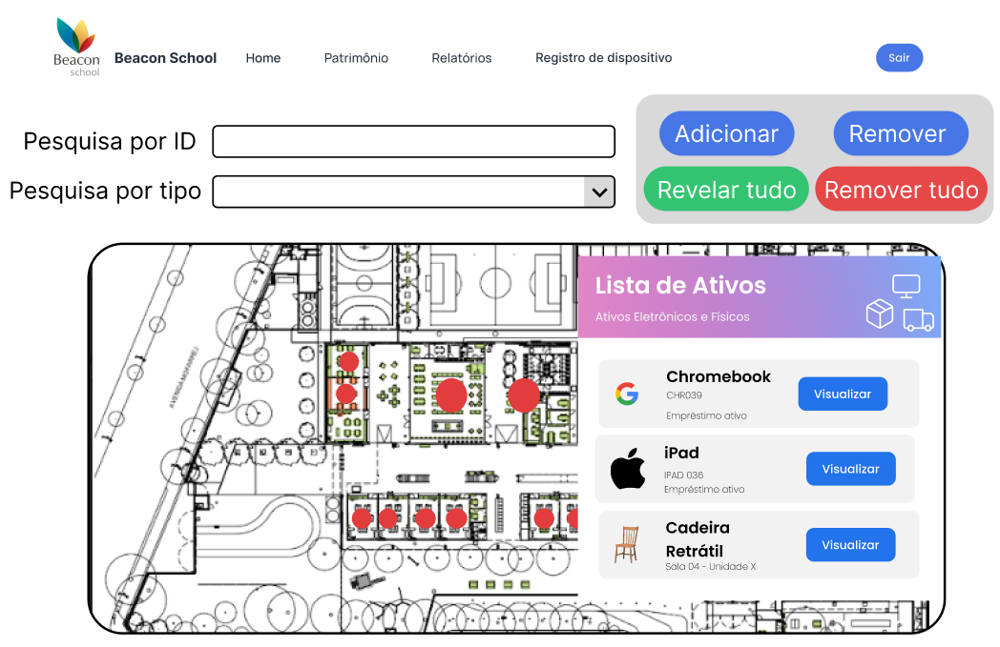 Beacon
school
Beacon School
Home
Patrimônio
Relatórios
Registro de dispositivo
Sair
Pesquisa por ID
Pesquisa por tipo
Adicionar
Remover
Revelar tudo
Remover tudo
AVENIDA MOFARREJ
Lista de Ativos
Ativos Eletrônicos e Físicos
Chromebook
CHR039
Empréstimo ativo
Visualizar
iPad
IPAD 036
Empréstimo ativo
Visualizar
Cadeira
Retrátil
Sala 04 - Unidade X
Visualizar